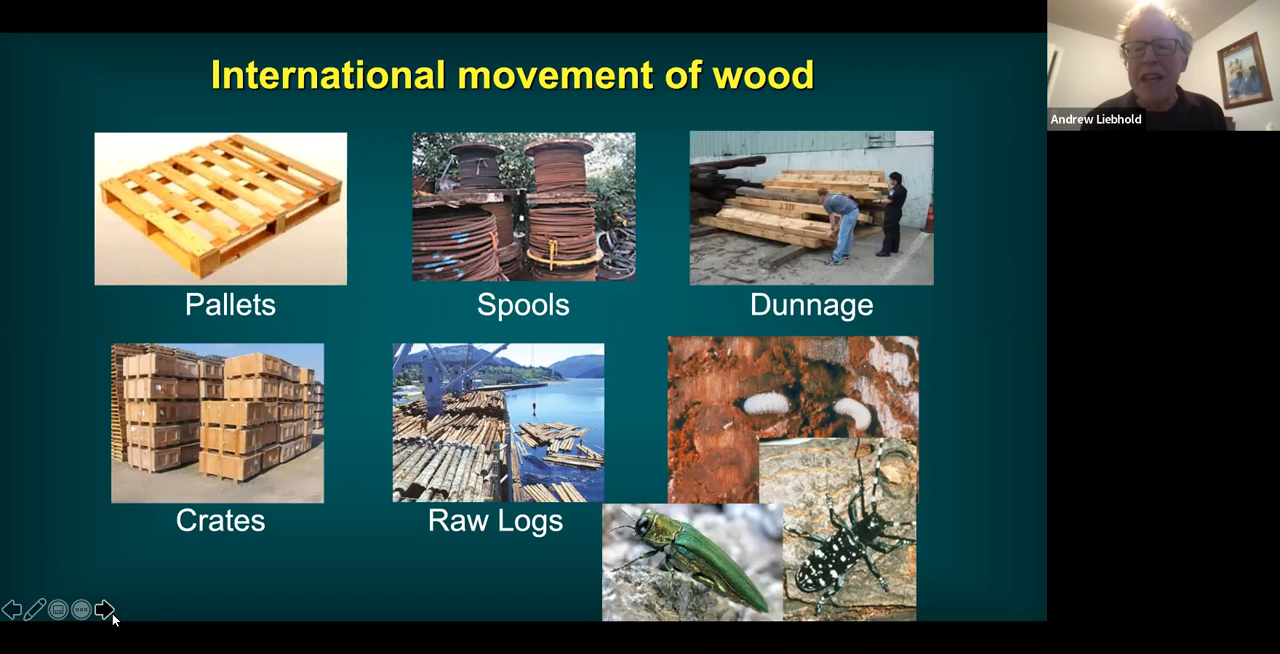 International movement of wood
Andrew Liebhold
Pallets
Spools
Dunnage
Crates
Raw Logs